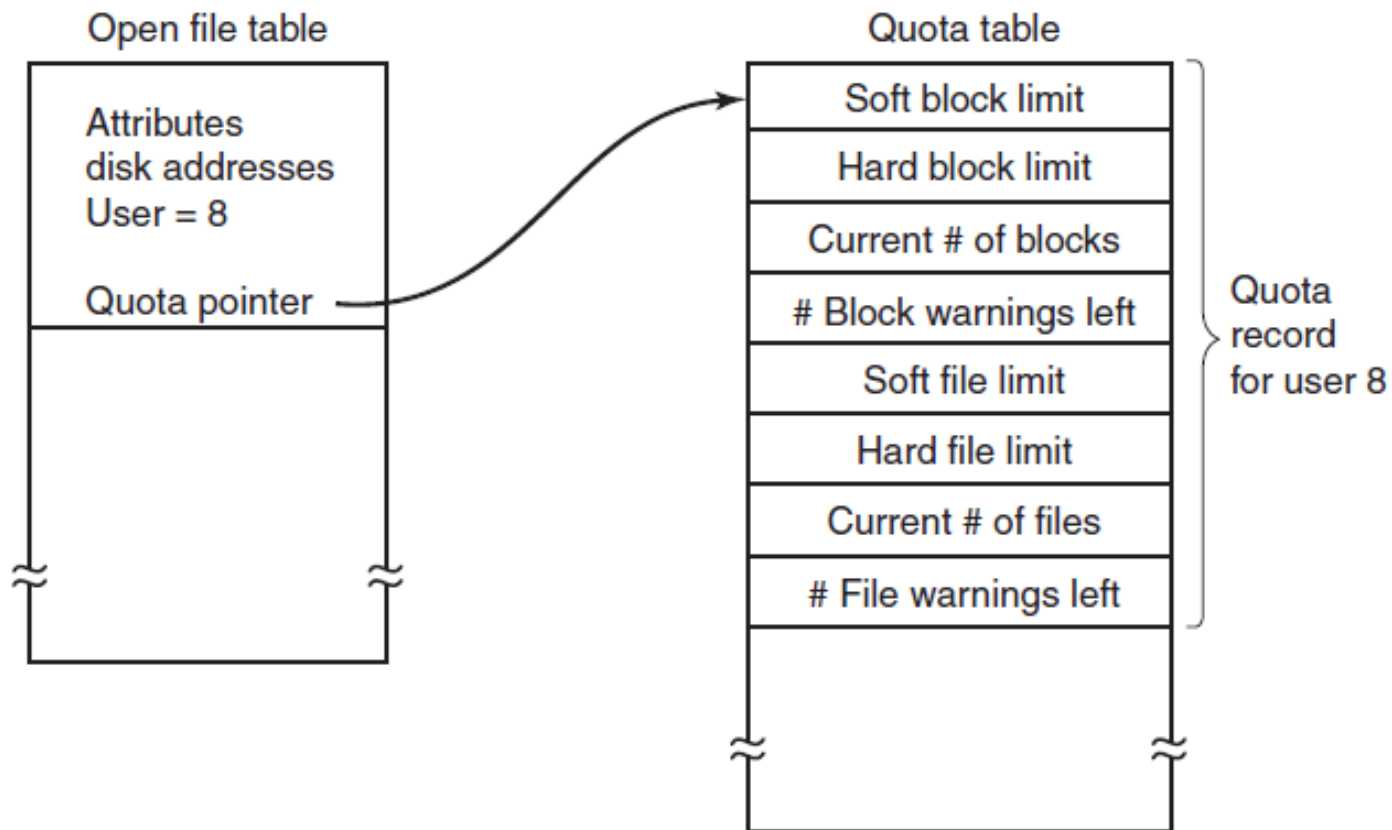 Open file table
Attributes
disk addresses
User = 8
Quota pointer
Quota table
Soft block limit
Hard block limit
Current # of blocks
# Block warnings left
Soft file limit
Hard file limit
Current # of files
# File warnings left
Quota
record
for user 8